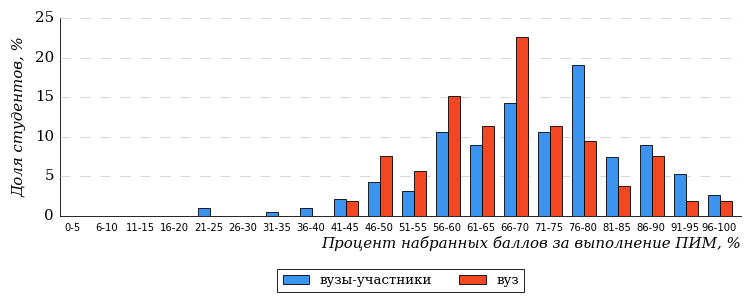 Доля студентов, %
25
20
15
10
5
0
0-5 6-10 11-15 16-20 21-25 26-30 31-35 36-40 41-45 46-50 51-55 56-60 61-65 66-70 71-75 76-80 81-85 86-90 91-95 96-100
Процент набранных баллов за выполнение ПИМ, %
вузы-участники вуз